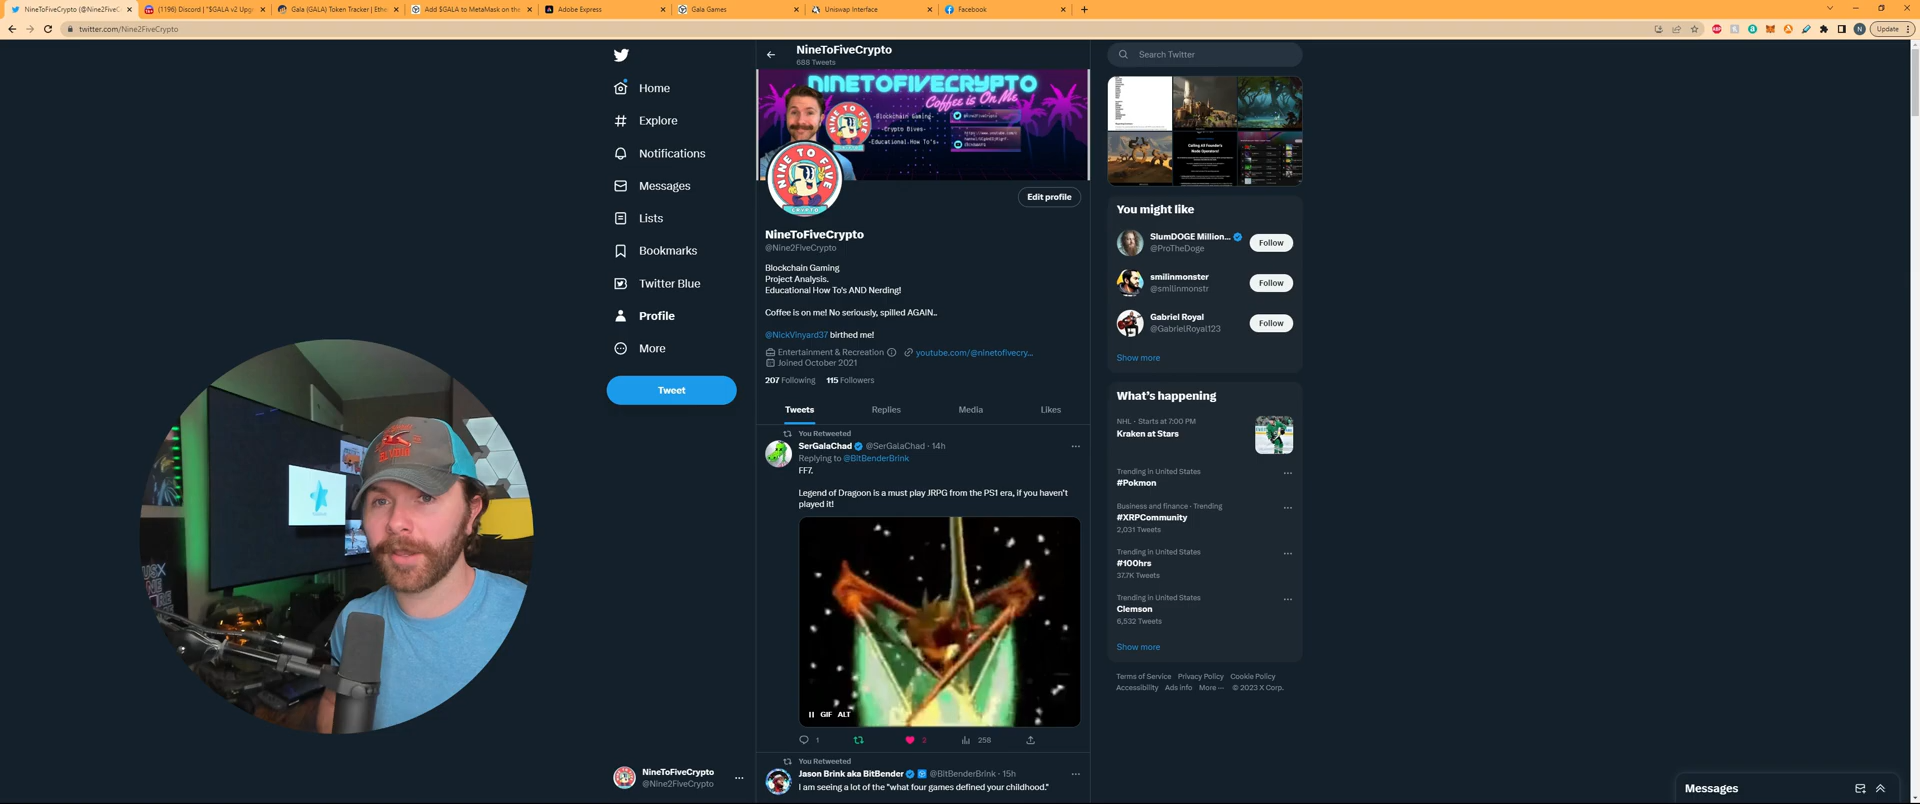 NineToFiveCrypto (@Nine2FiveC
(1196) Discord | "$GALA v2 Upg
Gala (GALA) Token Tracker | Ethe
Add $GALA to MetaMask on the
Adobe Express
Gala Games
Uniswap Interface
Facebook
twitter.com/Nine2FiveCrypto
Update
Home
Explore
Notifications
Messages
Lists
Bookmarks
Twitter Blue
Profile
More
Tweet
NineToFiveCrypto
@Nine2FiveCrypto
NineToFiveCrypto
688 Tweets
NINETOFIVECRYPTO
Coffee is On Me!
-Blockchain Gaming-
-Crypto Dives-
-Educational How To's-
NINE TO FIVE
CRYPTO
Edit profile
NineToFiveCrypto
@Nine2FiveCrypto
Blockchain Gaming
Project Analysis.
Educational How To's AND Nerding!
Coffee is on me! No seriously, spilled AGAIN..
@NickVinyard37 birthed me!
Entertainment & Recreation
youtube.com/@ninetofivecry...
Joined October 2021
207 Following 115 Followers
Tweets
Replies
Media
Likes
You Retweeted
SerGalaChad @SerGalaChad · 14h
Replying to @BitBenderBrink
FF7.
Legend of Dragoon is a must play JRPG from the PS1 era, if you haven't
played it!
GIF ALT
1
258
You Retweeted
Jason Brink aka BitBender @BitBenderBrink · 15h
I am seeing a lot of the "what four games defined your childhood."
Search Twitter
Calling All Founder's
Node Operators!
You might like
SlumDOGE Million...
@ProTheDoge
Follow
smilinmonster
@smilinmonstr
Follow
Gabriel Royal
@GabrielRoyal123
Follow
Show more
What's happening
NHL · Starts at 7:00 PM
Kraken at Stars
Trending in United States
#Pokmon
Business and finance · Trending
#XRPCommunity
2,031 Tweets
Trending in United States
#100hrs
37.7K Tweets
Trending in United States
Clemson
6,532 Tweets
Show more
Terms of Service Privacy Policy Cookie Policy
Accessibility Ads info More ··· © 2023 X Corp.
Messages